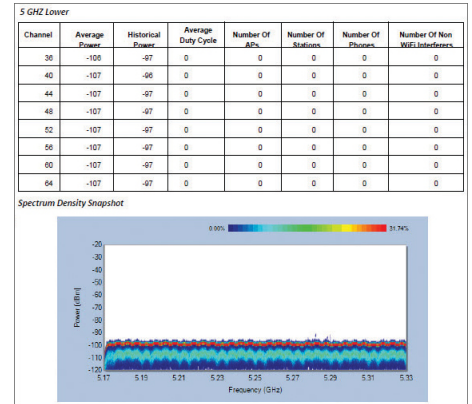 5 GHZ Lower
Channel Average Power Historical Power Average Duty Cycle Number Of APs Number Of Stations Number Of Phones Number Of Non WiFi Interferers
36 -106 -97 0 0 0 0 0
40 -107 -96 0 0 0 0 0
44 -107 -97 0 0 0 0 0
48 -107 -97 0 0 0 0 0
52 -107 -97 0 0 0 0 0
56 -107 -97 0 0 0 0 0
60 -107 -97 0 0 0 0 0
64 -107 -97 0 0 0 0 0
Spectrum Density Snapshot
0.00% 31.74%
-20
-30
-40
-50
-60
-70
-80
-90
-100
-110
-120
Power [dBm]
5.17 5.19 5.21 5.23 5.25 5.27 5.29 5.31 5.33
Frequency (GHz)